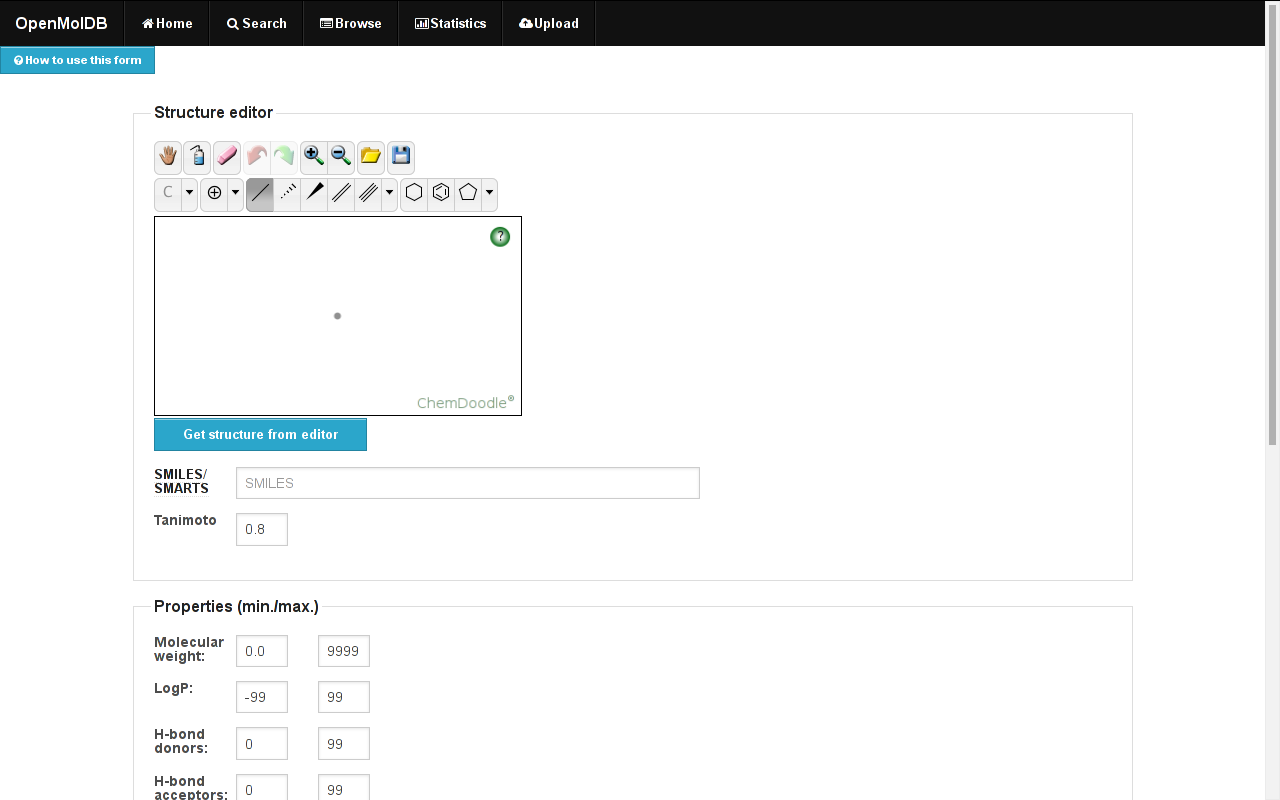 OpenMolDB Home Search Browse Statistics Upload
How to use this form
Structure editor
C
?
ChemDoodle®
Get structure from editor
SMILES/
SMARTS
SMILES
Tanimoto
0.8
Properties (min./max.)
Molecular
weight:
0.0 9999
LogP:
-99 99
H-bond
donors:
0 99
H-bond
acceptors:
0 99